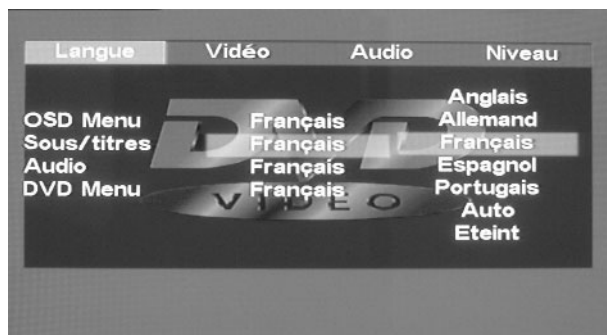 Langue Vidéo Audio Niveau
Anglais
OSD Menu Français Allemand
Sous/titres Français Français
Audio Français Espagnol
DVD Menu Français Portugais
Auto
Eteint
DVD
VIDEO